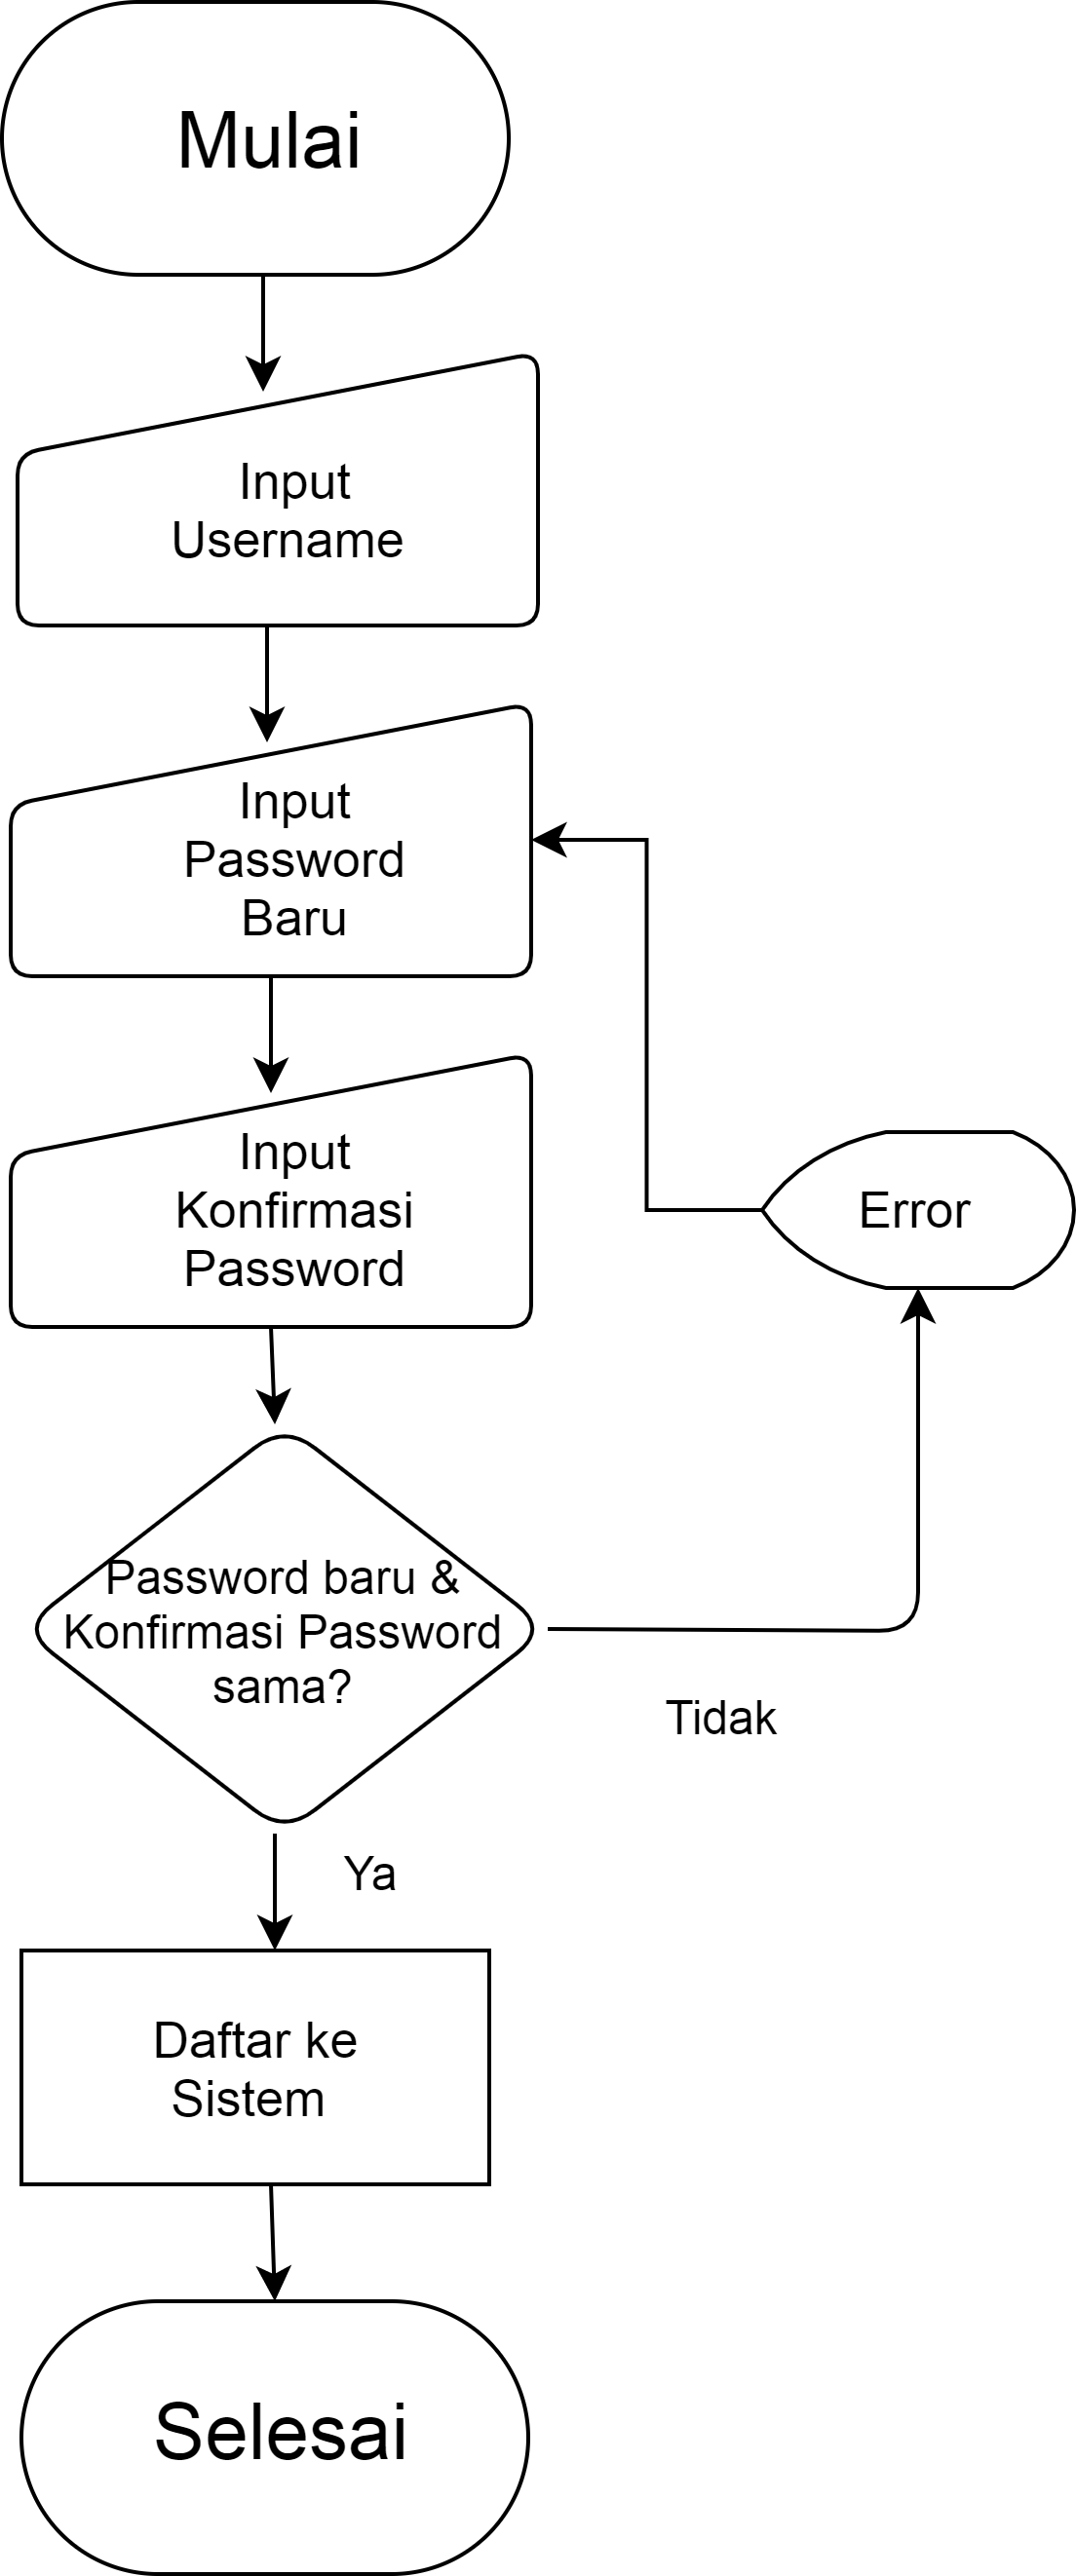 Mulai
Input
Username
Input
Password
Baru
Input
Konfirmasi
Password
Error
Password baru &
Konfirmasi Password
sama?
Tidak
Ya
Daftar ke
Sistem
Selesai